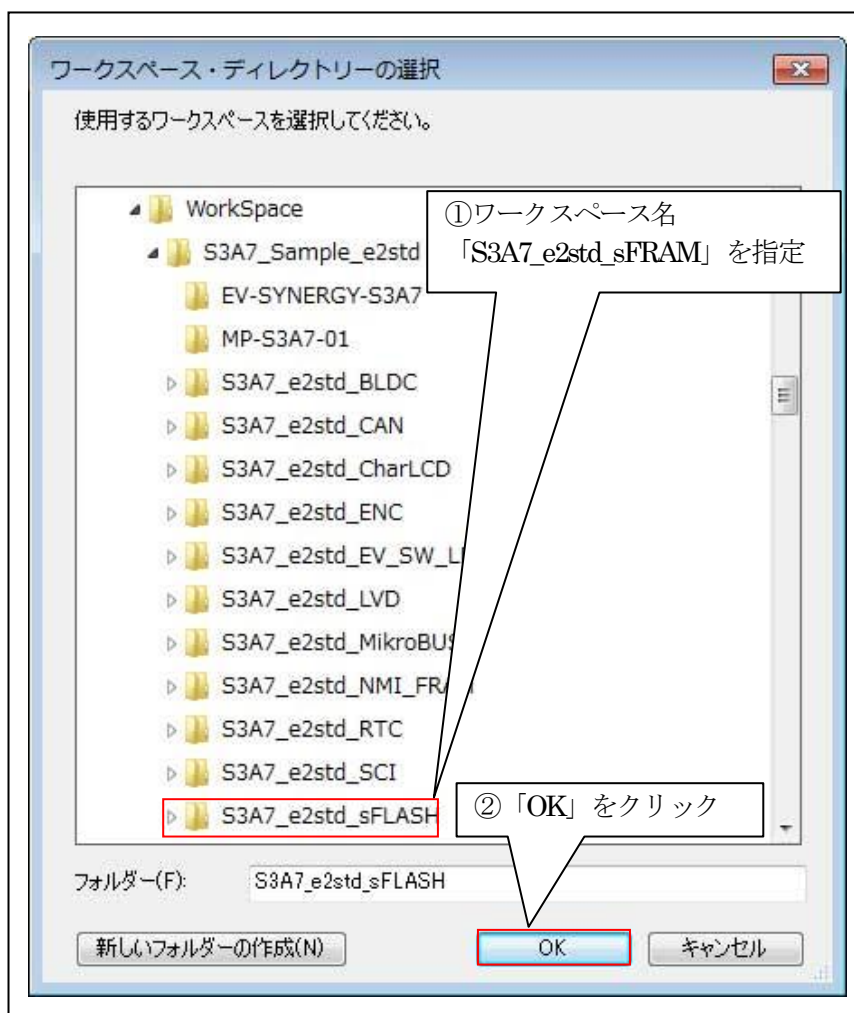 ワークスペース・ディレクトリーの選択
使用するワークスペースを選択してください。
WorkSpace
S3A7_Sample_e2std
EV-SYNERGY-S3A7
MP-S3A7-01
S3A7_e2std_BLDC
S3A7_e2std_CAN
S3A7_e2std_CharLCD
S3A7_e2std_ENC
S3A7_e2std_EV_SW_L
S3A7_e2std_LVD
S3A7_e2std_MikroBUS
S3A7_e2std_NMI_FRAM
S3A7_e2std_RTC
S3A7_e2std_SCI
S3A7_e2std_sFLASH
①ワークスペース名
「S3A7_e2std_sFRAM」を指定
②「OK」をクリック
フォルダー(F): S3A7_e2std_sFLASH
新しいフォルダーの作成(N) OK キャンセル